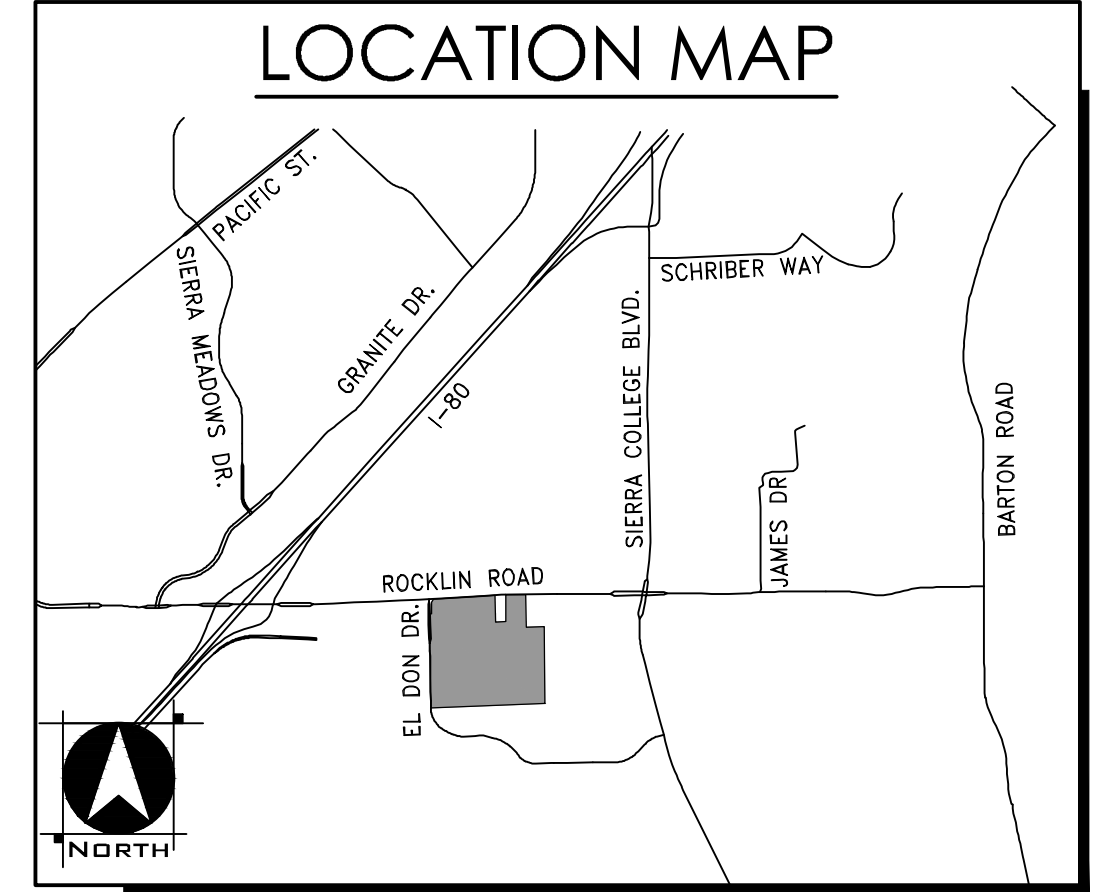 LOCATION MAP
PACIFIC ST.
SIERRA MEADOWS DR.
GRANITE DR.
I-80
SCHRIBER WAY
SIERRA COLLEGE BLVD.
BARTON ROAD
JAMES DR
ROCKLIN ROAD
EL DON DR.
NORTH